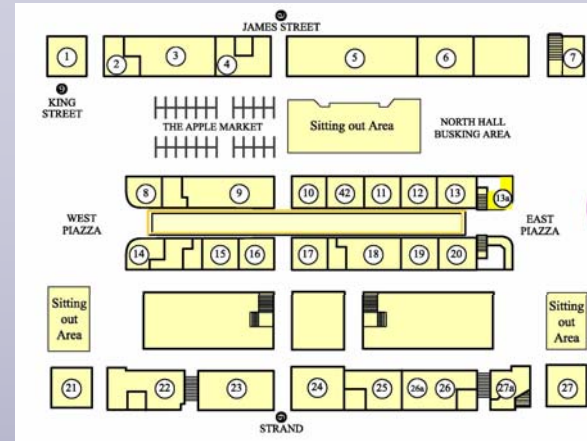 JAMES STREET
1
2
3
4
5
6
7
KING
STREET
THE APPLE MARKET
Sitting out Area
NORTH HALL
BUSKING AREA
8
9
10
42
11
12
13
13a
WEST
PIAZZA
EAST
PIAZZA
14
15
16
17
18
19
20
Sitting
out
Area
Sitting
out
Area
21
22
23
24
25
26a
26
27a
27
STRAND